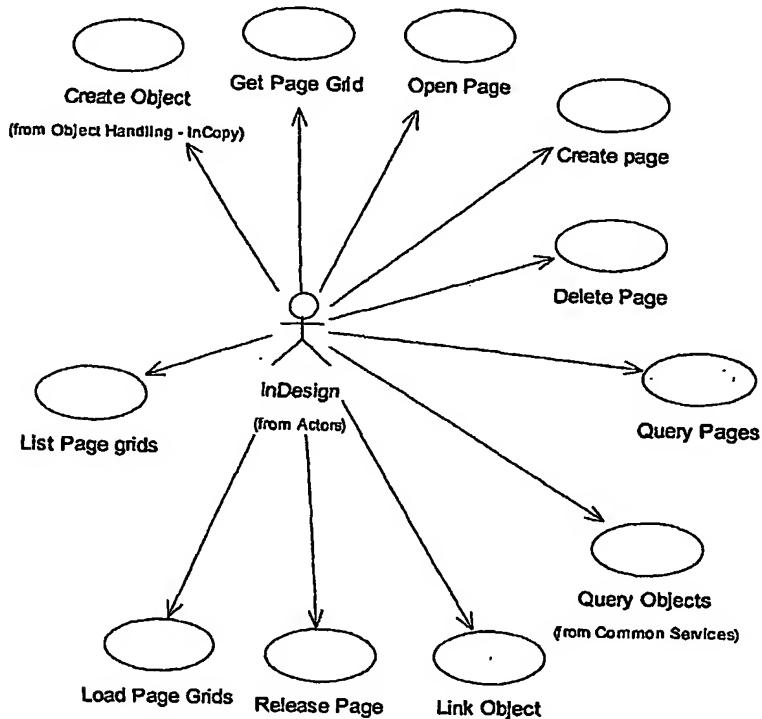 Get Page Grid
Open Page
Create Object
(from Object Handling - InCopy)
Create page
Delete Page
InDesign
(from Actors)
List Page grids
Query Pages
Query Objects
(from Common Services)
Load Page Grids
Release Page
Link Object